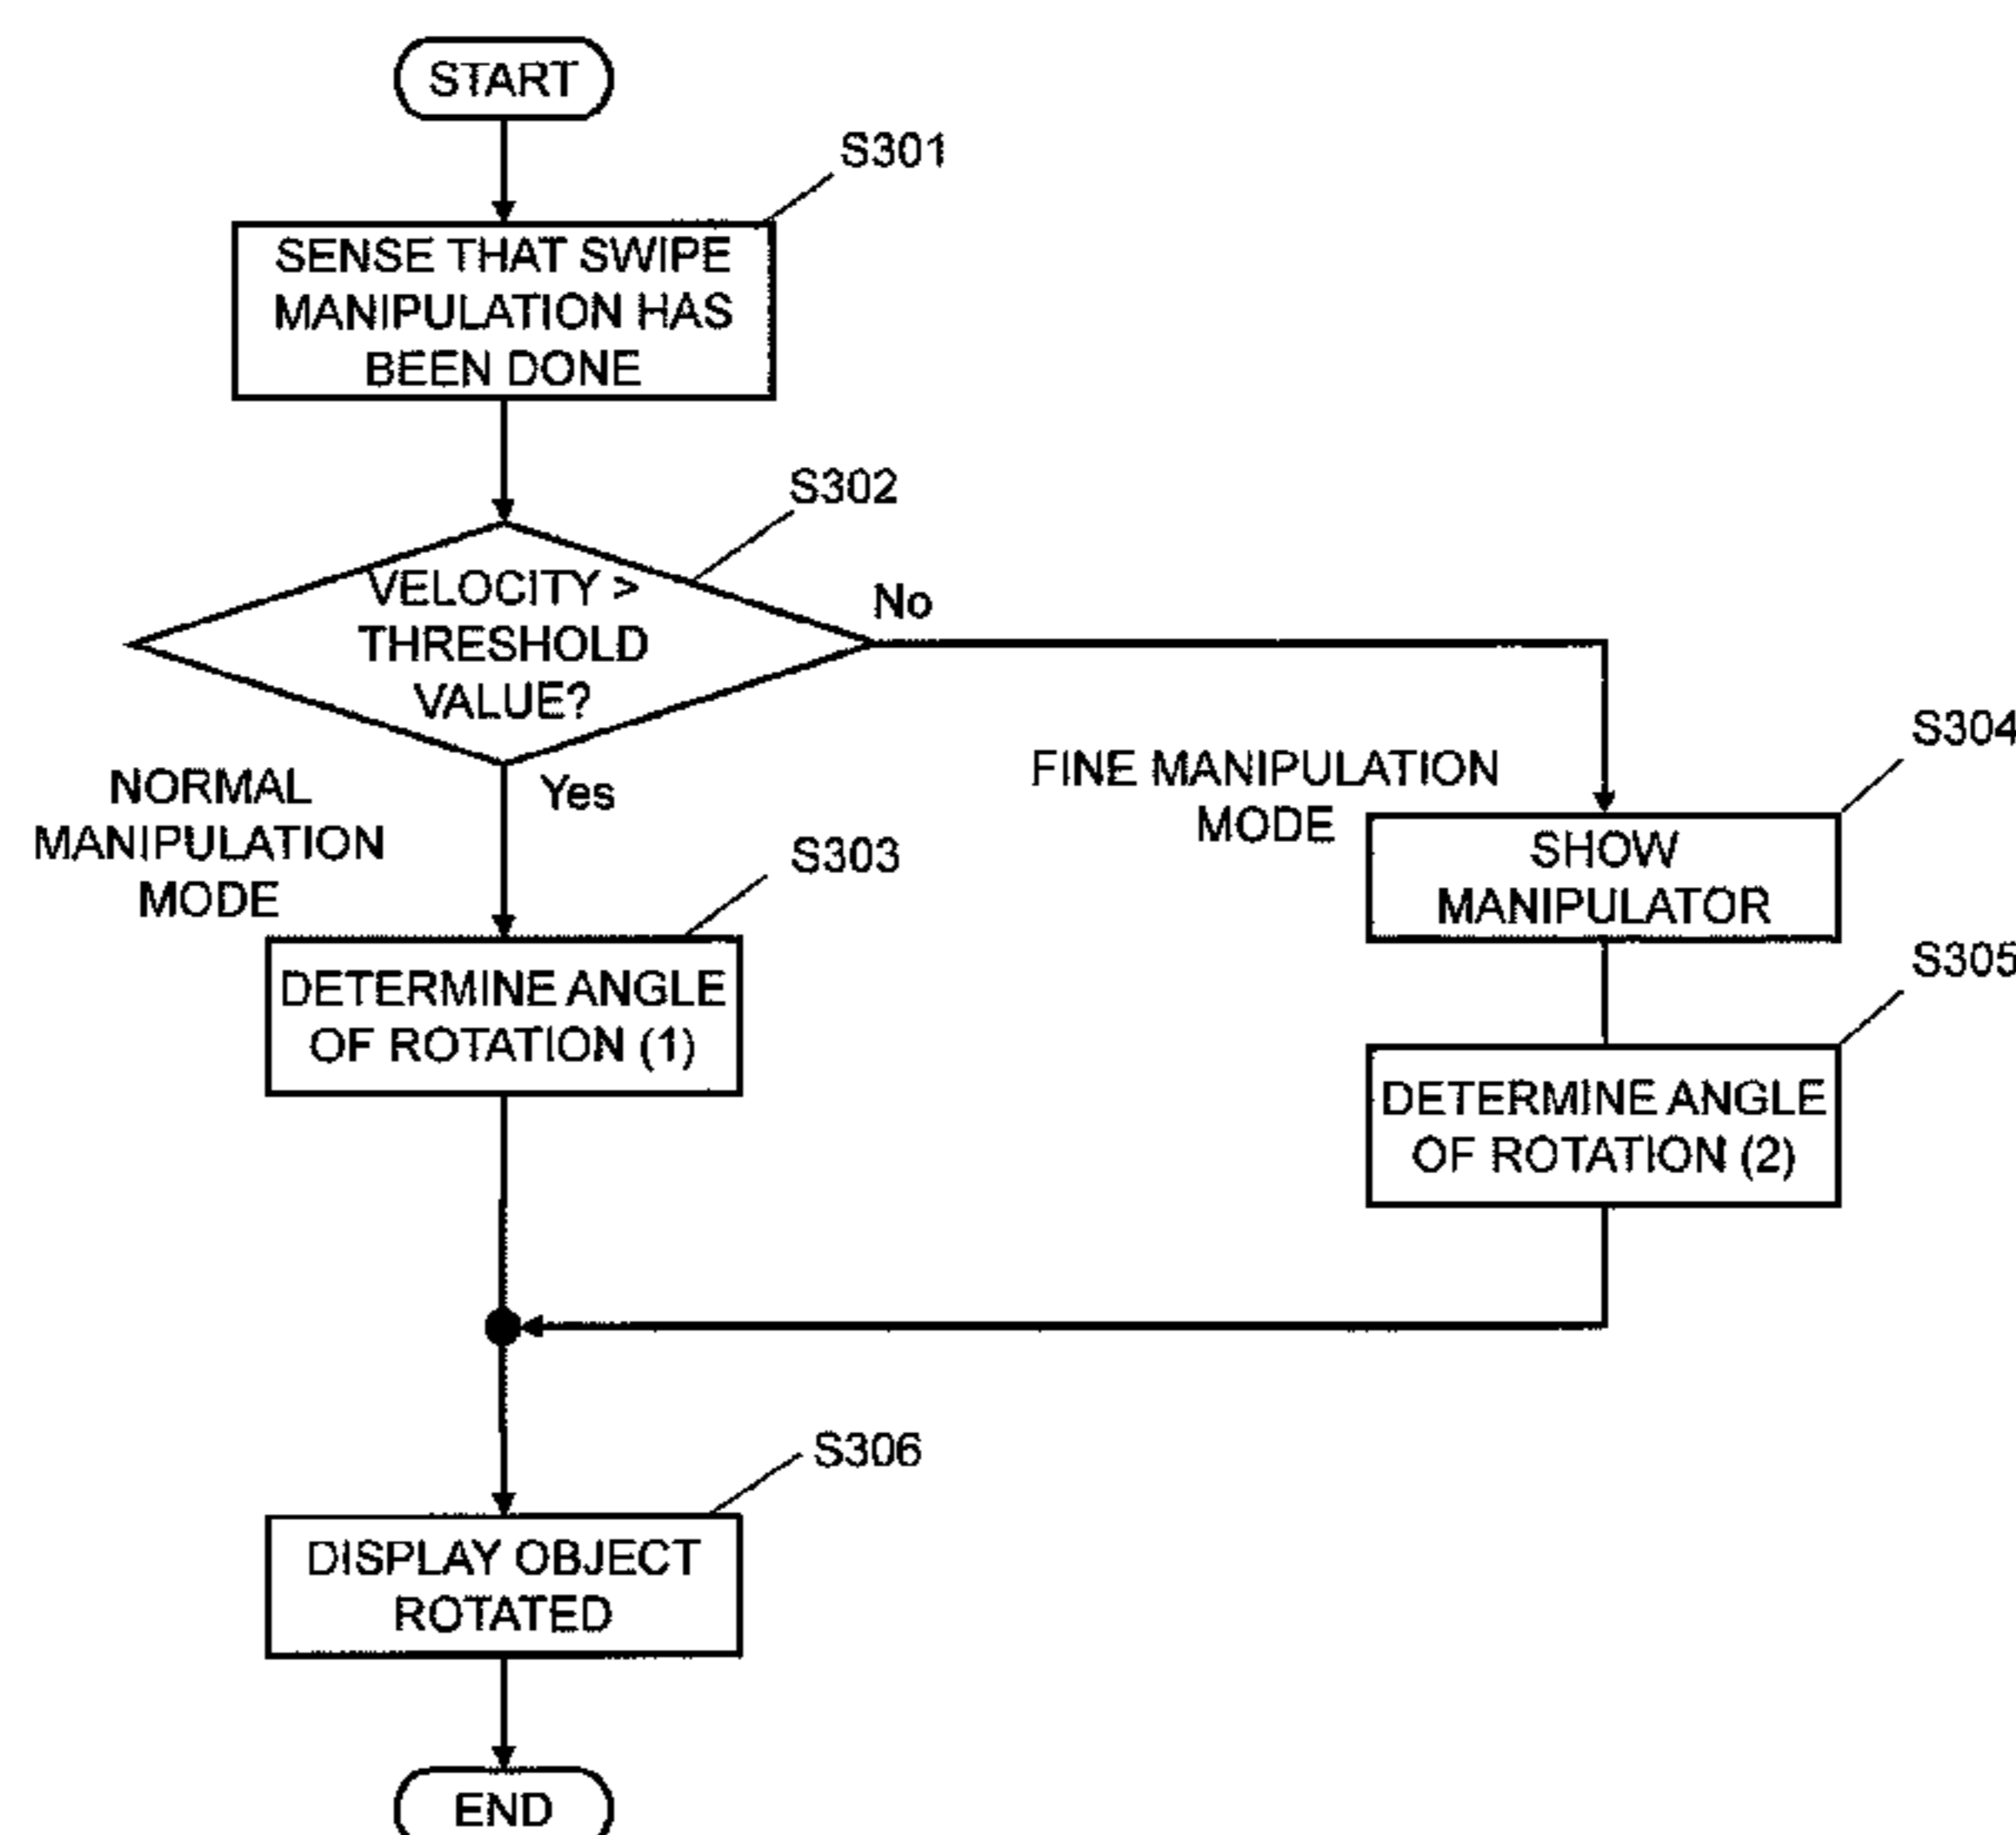 START
S301
SENSE THAT SWIPE
MANIPULATION HAS
BEEN DONE
S302
VELOCITY >
THRESHOLD
VALUE?
No
Yes
NORMAL
MANIPULATION
MODE
FINE MANIPULATION
MODE
S304
SHOW
MANIPULATOR
S303
DETERMINE ANGLE
OF ROTATION (1)
S305
DETERMINE ANGLE
OF ROTATION (2)
S306
DISPLAY OBJECT
ROTATED
END